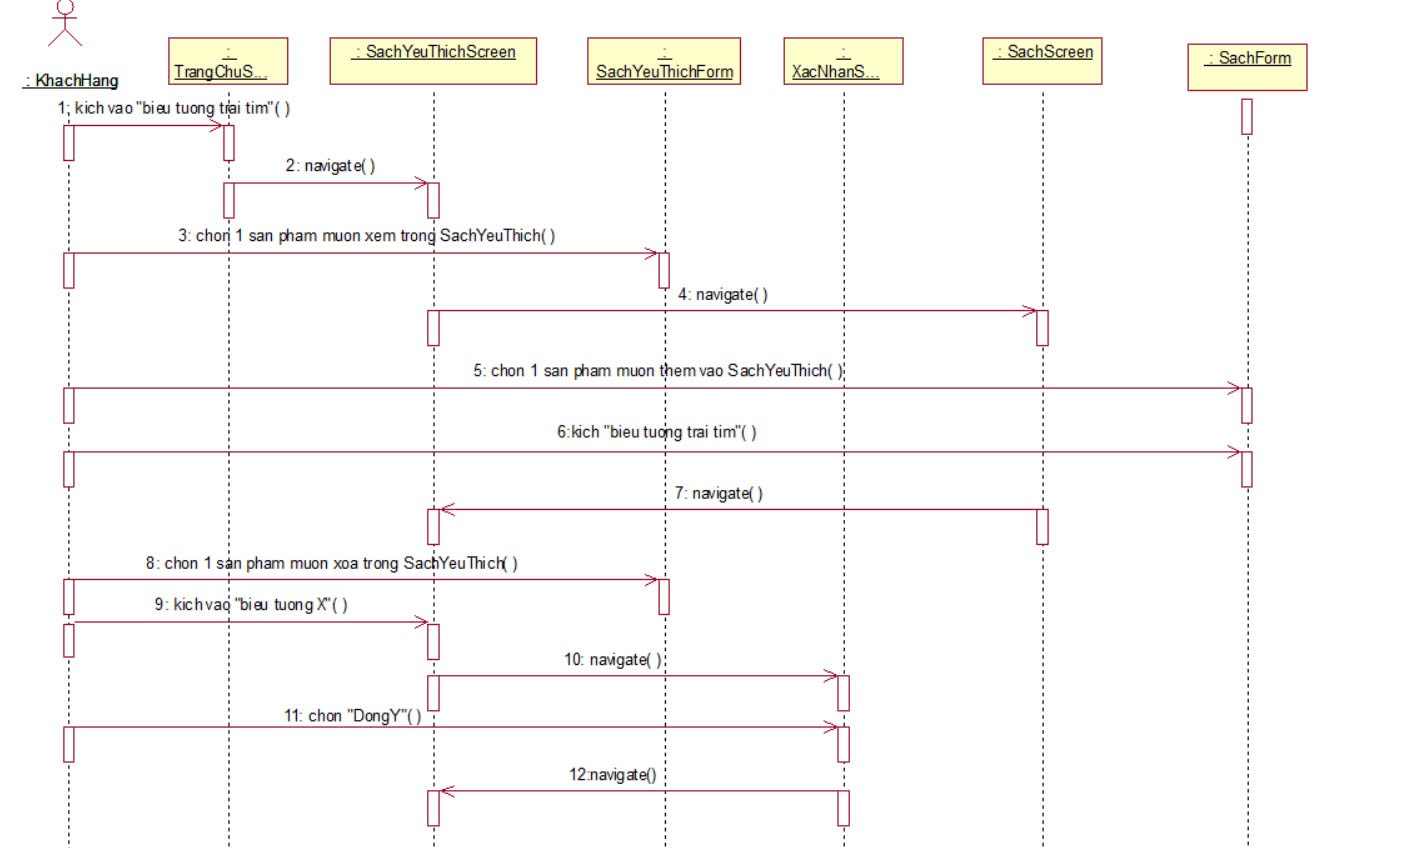 : KhachHang
:
TrangChuS...
: SachYeuThichScreen
:
SachYeuThichForm
:
XacNhanS...
: SachScreen
: SachForm
1: kich vao "bieu tuong trai tim"( )
2: navigate( )
3: chon 1 san pham muon xem trong SachYeuThich( )
4: navigate( )
5: chon 1 san pham muon them vao SachYeuThich( )
6:kich "bieu tuong trai tim"( )
7: navigate( )
8: chon 1 san pham muon xoa trong SachYeuThich( )
9: kich vao "bieu tuong X"( )
10: navigate( )
11: chon "DongY"( )
12:navigate()